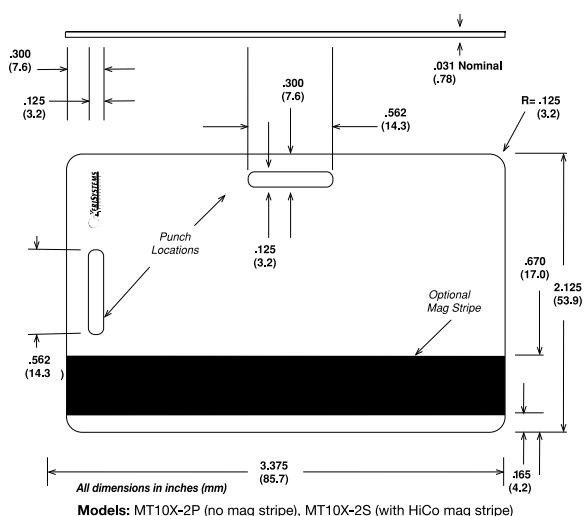 .300
(7.6)
.031 Nominal
(.78)
.125
(3.2)
.300
(7.6)
.562
(14.3)
R= .125
(3.2)
Punch
Locations
.125
(3.2)
.670
(17.0)
2.125
(53.9)
Optional
Mag Stripe
.562
(14.3 )
3.375
(85.7)
.165
(4.2)
All dimensions in inches (mm)
Models: MT10X-2P (no mag stripe), MT10X-2S (with HiCo mag stripe)